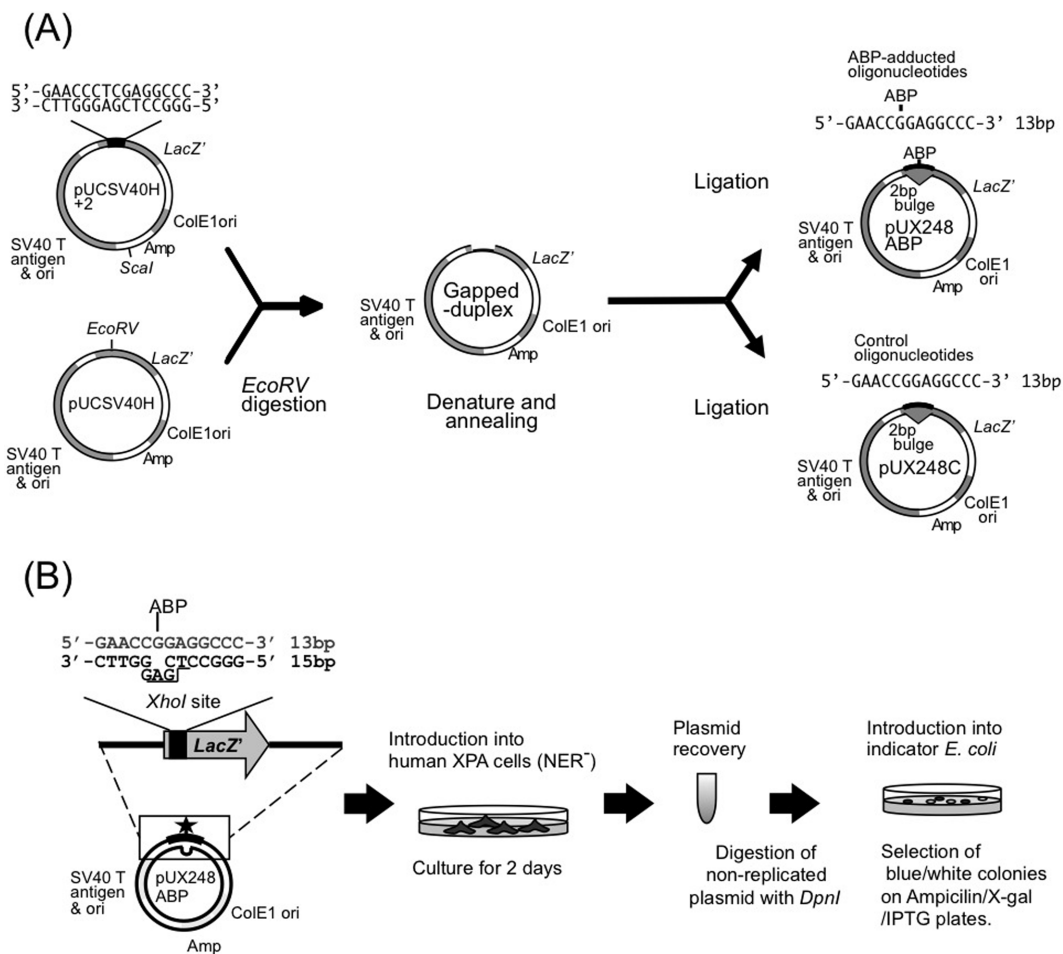 (A)
5’-GAACCCTCGAGGCCC-3’
3’-CTTGGGAGCTCCGGG-5’
LacZ’
pUCSV40H
+2
ColE1ori
SV40 T
antigen
& ori
Amp
ScaI
EcoRV
LacZ’
pUCSV40H
ColE1ori
SV40 T
antigen
& ori
Amp
EcoRV
digestion
LacZ’
Gapped
-duplex
SV40 T
antigen
& ori
ColE1 ori
Amp
Denature and
annealing
Ligation
ABP-adducted
oligonucleotides
ABP
5’-GAACCGGAGGCCC-3’ 13bp
ABP
LacZ’
2bp
bulge
pUX248
ABP
SV40 T
antigen
& ori
ColE1
ori
Amp
Ligation
Control
oligonucleotides
5’-GAACCGGAGGCCC-3’ 13bp
LacZ’
2bp
bulge
pUX248C
SV40 T
antigen
& ori
ColE1
ori
Amp
(B)
ABP
5’-GAACCGGAGGCCC-3’ 13bp
3’-CTTGG CTCCGGG-5’ 15bp
GAG
XhoI site
LacZ’
SV40 T
antigen
& ori
pUX248
ABP
ColE1 ori
Amp
Introduction into
human XPA cells (NER-)
Culture for 2 days
Plasmid
recovery
Digestion of
non-replicated
plasmid with DpnI
Introduction into
indicator E. coli
Selection of
blue/white colonies
on Ampicilin/X-gal
/IPTG plates.